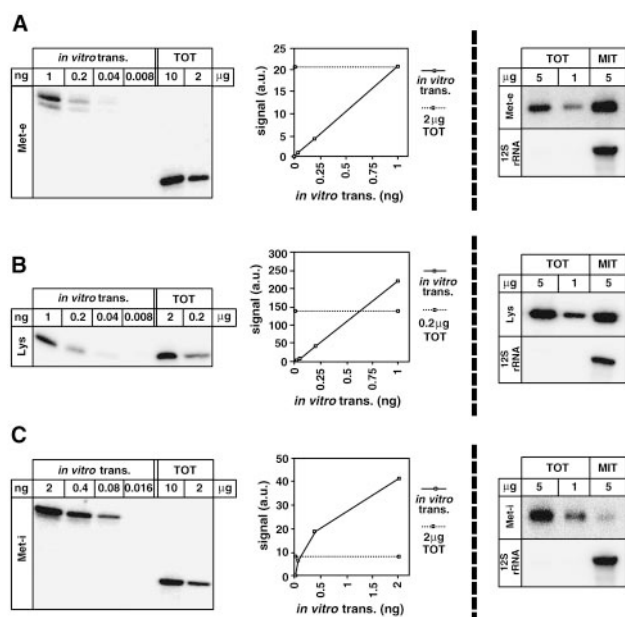 A
in vitro trans. TOT
ng 1 0.2 0.04 0.008 10 2 µg
Met-e
signal (a.u.)
25
20
15
10
5
0
0 0.25 0.5 0.75 1
in vitro trans. (ng)
in vitro
trans.
2µg
TOT
TOT MIT
µg 5 1 5
Met-e
12S
rRNA
B
in vitro trans. TOT
ng 1 0.2 0.04 0.008 2 0.2 µg
Lys
signal (a.u.)
300
250
200
150
100
50
0
0 0.25 0.5 0.75 1
in vitro trans. (ng)
in vitro
trans.
0.2µg
TOT
TOT MIT
µg 5 1 5
Lys
12S
rRNA
C
in vitro trans. TOT
ng 2 0.4 0.08 0.016 10 2 µg
Met-i
signal (a.u.)
50
40
30
20
10
0
0 0.5 1 1.5 2
in vitro trans. (ng)
in vitro
trans.
2µg
TOT
TOT MIT
µg 5 1 5
Met-i
12S
rRNA